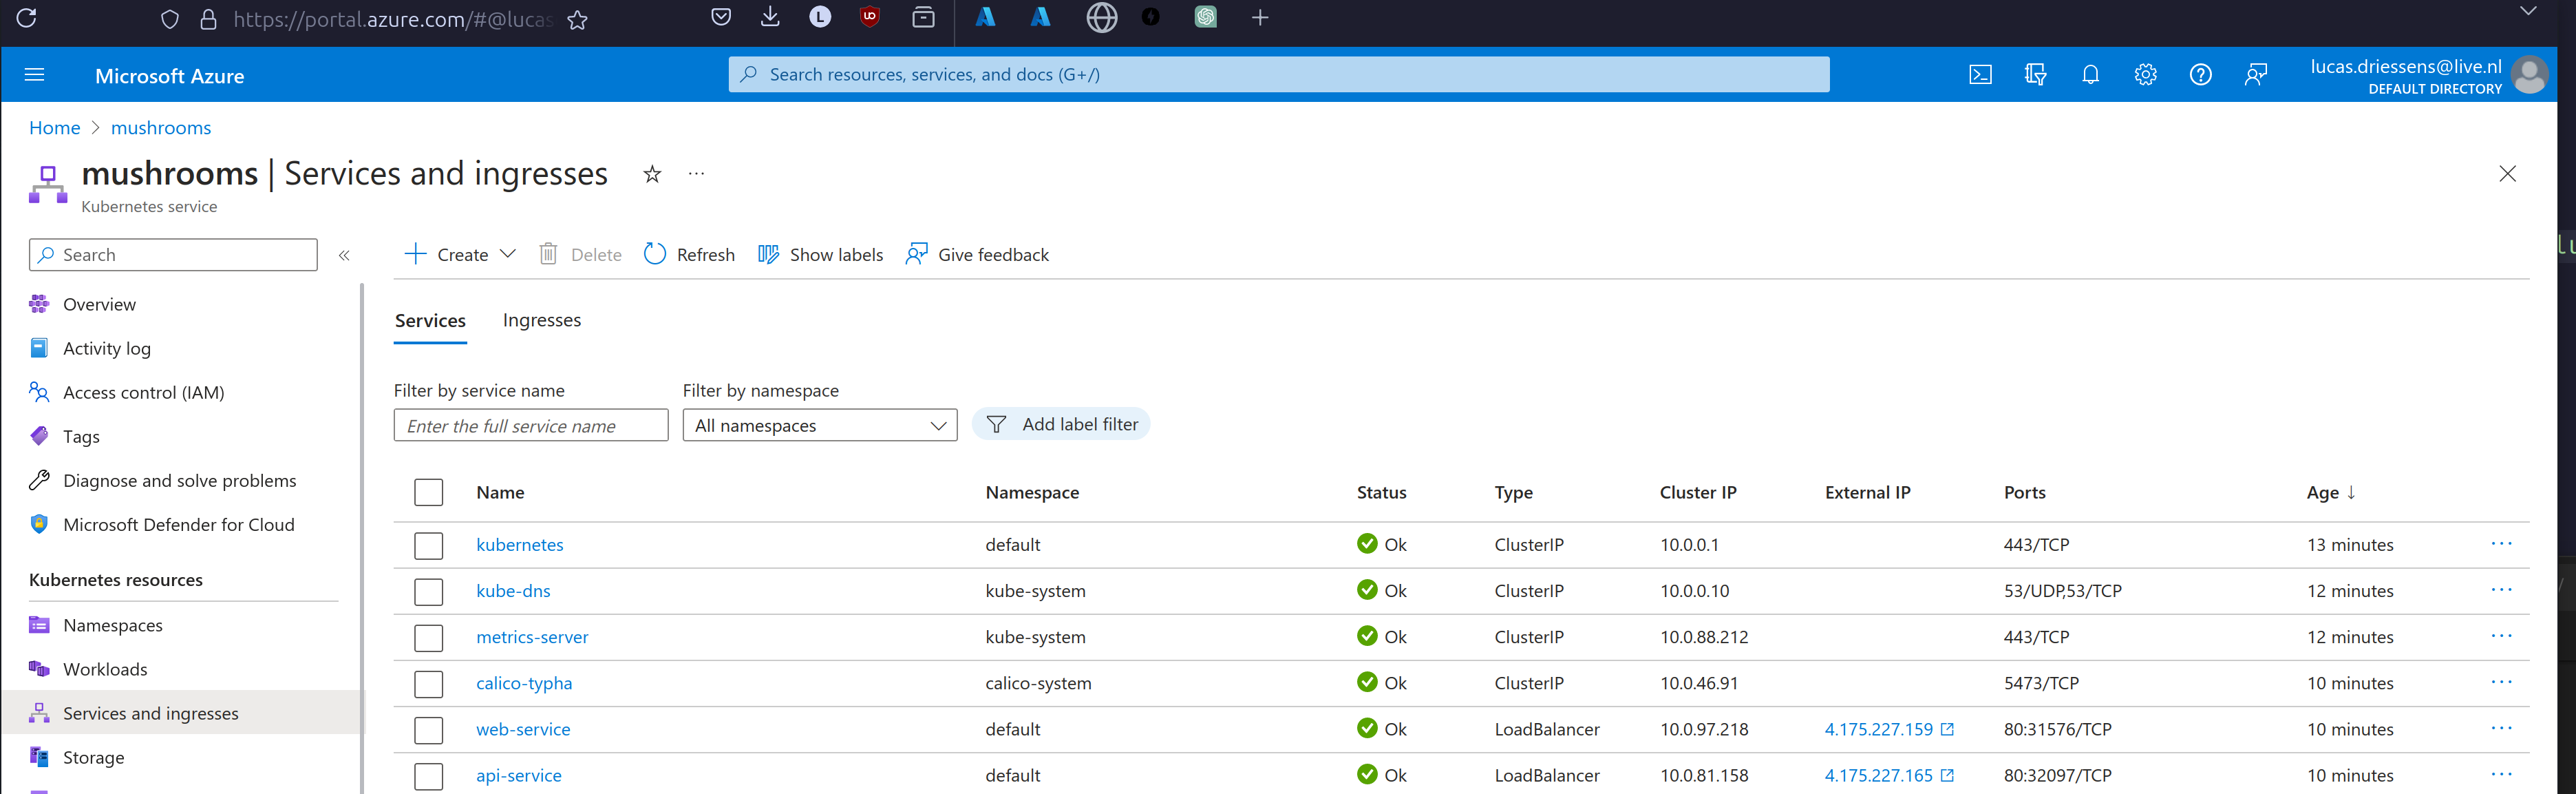 https://portal.azure.com/#@lucas
L
Microsoft Azure
Search resources, services, and docs (G+/)
lucas.driessens@live.nl
DEFAULT DIRECTORY
Home > mushrooms
mushrooms | Services and ingresses
Kubernetes service
Search
Create Delete Refresh Show labels Give feedback
Overview
Activity log
Access control (IAM)
Tags
Diagnose and solve problems
Microsoft Defender for Cloud
Kubernetes resources
Namespaces
Workloads
Services and ingresses
Storage
Services Ingresses
Filter by service name Filter by namespace
Enter the full service name All namespaces Add label filter
Name Namespace Status Type Cluster IP External IP Ports Age ↓
kubernetes default Ok ClusterIP 10.0.0.1 443/TCP 13 minutes
kube-dns kube-system Ok ClusterIP 10.0.0.10 53/UDP,53/TCP 12 minutes
metrics-server kube-system Ok ClusterIP 10.0.88.212 443/TCP 12 minutes
calico-typha calico-system Ok ClusterIP 10.0.46.91 5473/TCP 10 minutes
web-service default Ok LoadBalancer 10.0.97.218 4.175.227.159 80:31576/TCP 10 minutes
api-service default Ok LoadBalancer 10.0.81.158 4.175.227.165 80:32097/TCP 10 minutes